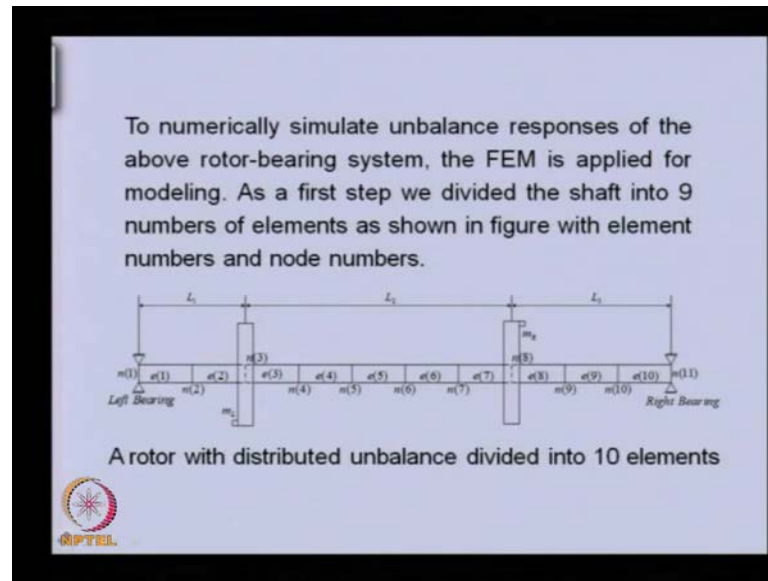 To numerically simulate unbalance responses of the
above rotor-bearing system, the FEM is applied for
modeling. As a first step we divided the shaft into 9
numbers of elements as shown in figure with element
numbers and node numbers.
L₁ L₂ L₃
m_R
n(3) n(8)
n(1) e(1) e(2) e(3) e(4) e(5) e(6) e(7) e(8) e(9) e(10) n(11)
n(2) n(4) n(5) n(6) n(7) n(9) n(10)
Left Bearing Right Bearing
m_L
A rotor with distributed unbalance divided into 10 elements
NPTEL